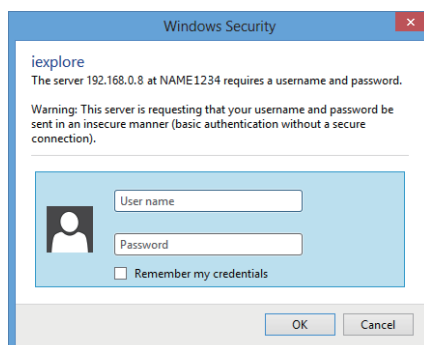 Windows Security
iexplore
The server 192.168.0.8 at NAME1234 requires a username and password.
Warning: This server is requesting that your username and password be
sent in an insecure manner (basic authentication without a secure
connection).
User name
Password
Remember my credentials
OK Cancel